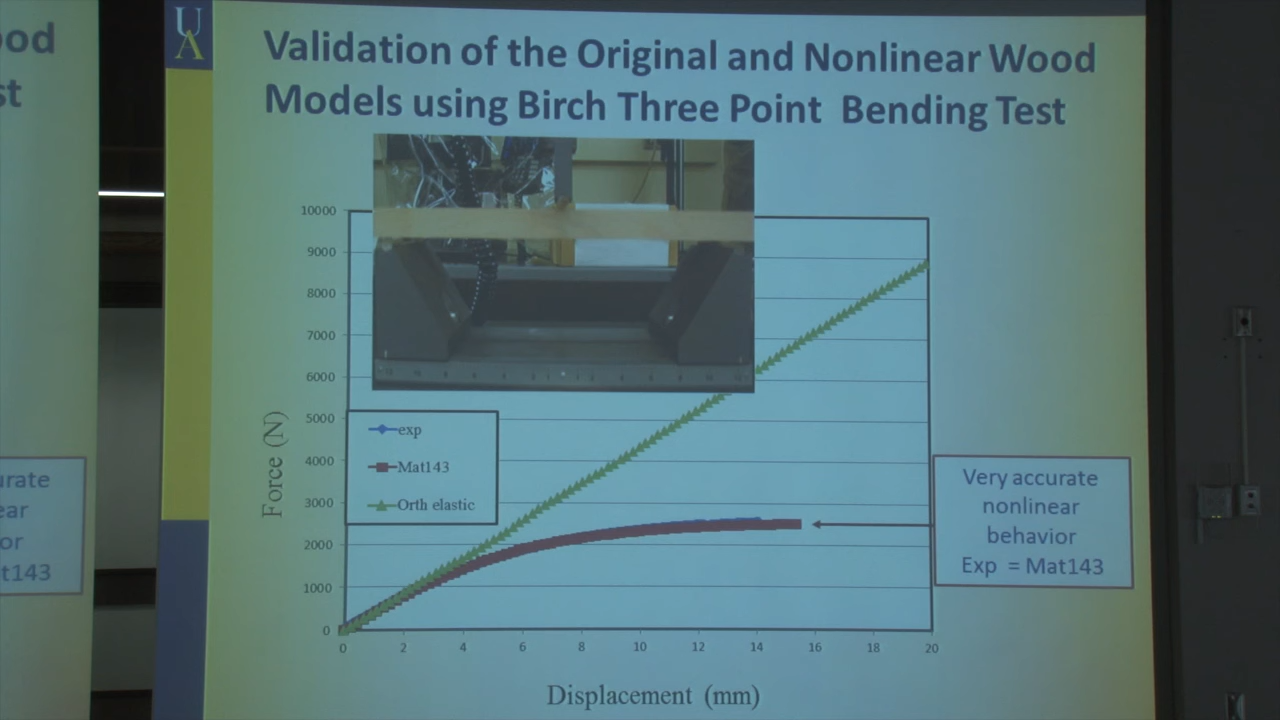 ood
st
UA
Validation of the Original and Nonlinear Wood
Models using Birch Three Point Bending Test
10000
9000
8000
7000
6000
5000
4000
3000
2000
1000
0
Force (N)
exp
Mat143
Orth elastic
0 2 4 6 8 10 12 14 16 18 20
Displacement (mm)
Very accurate
nonlinear
behavior
Exp = Mat143
urate
ear
or
t143